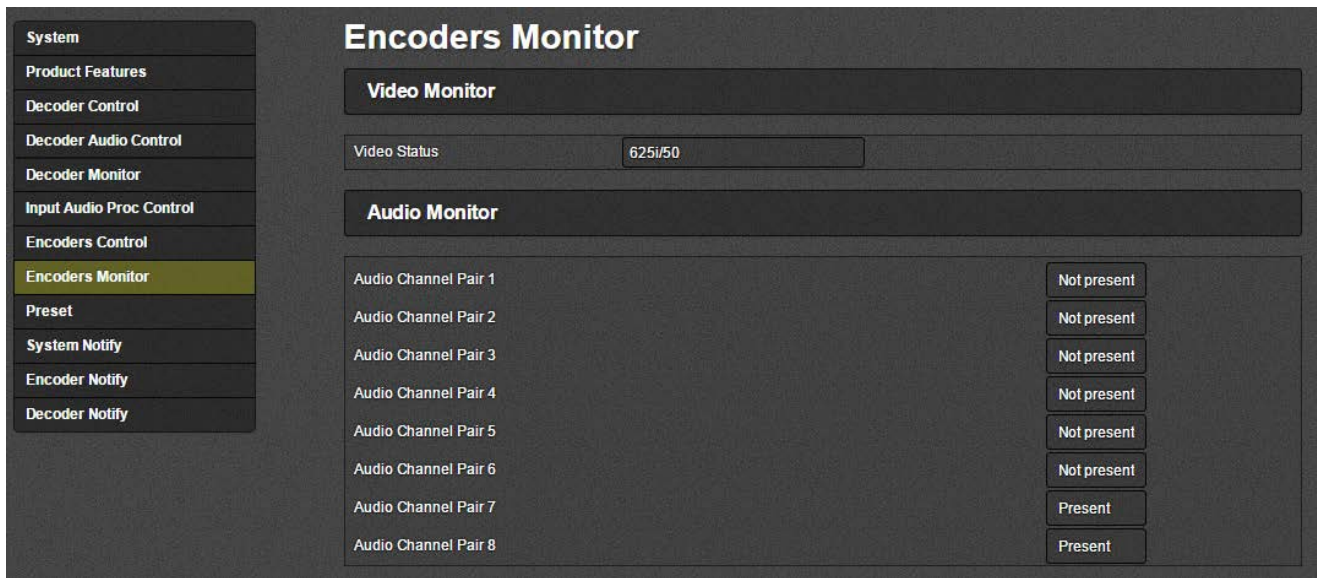 System
Product Features
Decoder Control
Decoder Audio Control
Decoder Monitor
Input Audio Proc Control
Encoders Control
Encoders Monitor
Preset
System Notify
Encoder Notify
Decoder Notify
Encoders Monitor
Video Monitor
Video Status 625i/50
Audio Monitor
Audio Channel Pair 1 Not present
Audio Channel Pair 2 Not present
Audio Channel Pair 3 Not present
Audio Channel Pair 4 Not present
Audio Channel Pair 5 Not present
Audio Channel Pair 6 Not present
Audio Channel Pair 7 Present
Audio Channel Pair 8 Present